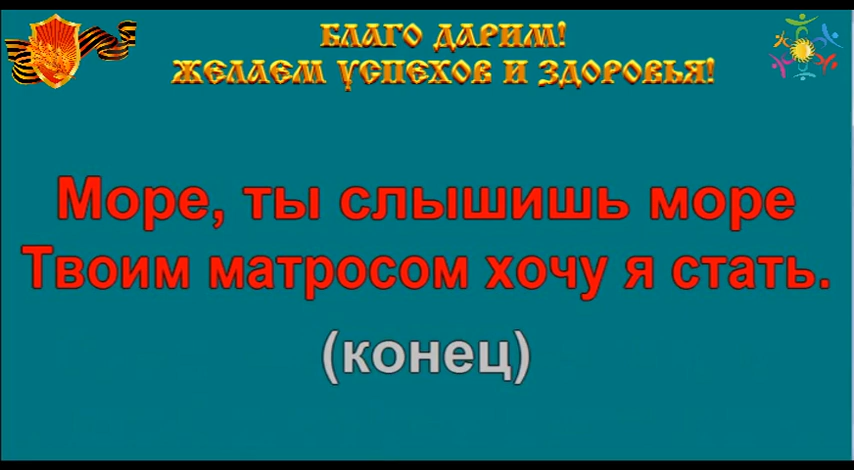 БЛАГО ДАРИМ!
ЖЕЛАЕМ УСПЕХОВ И ЗДОРОВЬЯ!
Море, ты слышишь море
Твоим матросом хочу я стать.
(конец)